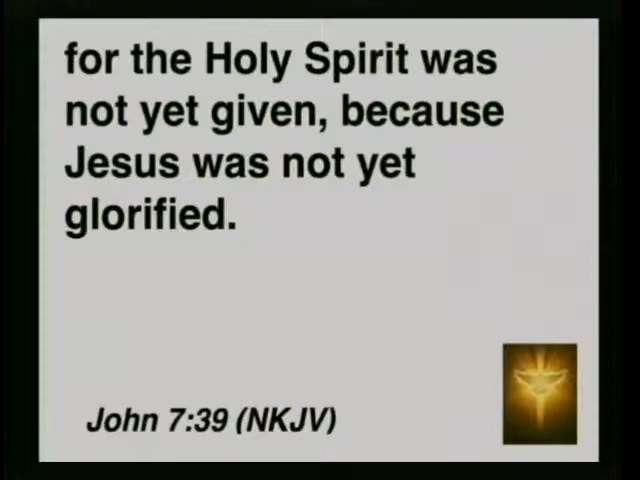 for the Holy Spirit was
not yet given, because
Jesus was not yet
glorified.
John 7:39 (NKJV)